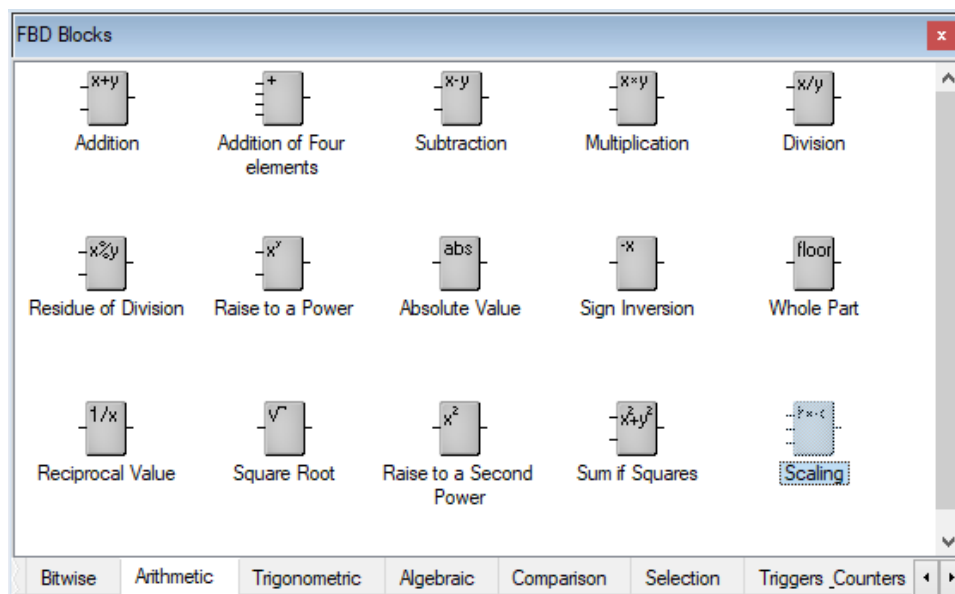 FBD Blocks
x
x+y
+
x-y
x×y
x/y
Addition
Addition of Four
elements
Subtraction
Multiplication
Division
x%y
xʸ
abs
-x
floor
Residue of Division
Raise to a Power
Absolute Value
Sign Inversion
Whole Part
1/x
√
x²
x²+y²
Reciprocal Value
Square Root
Raise to a Second
Power
Sum if Squares
Scaling
Bitwise
Arithmetic
Trigonometric
Algebraic
Comparison
Selection
Triggers_Counters